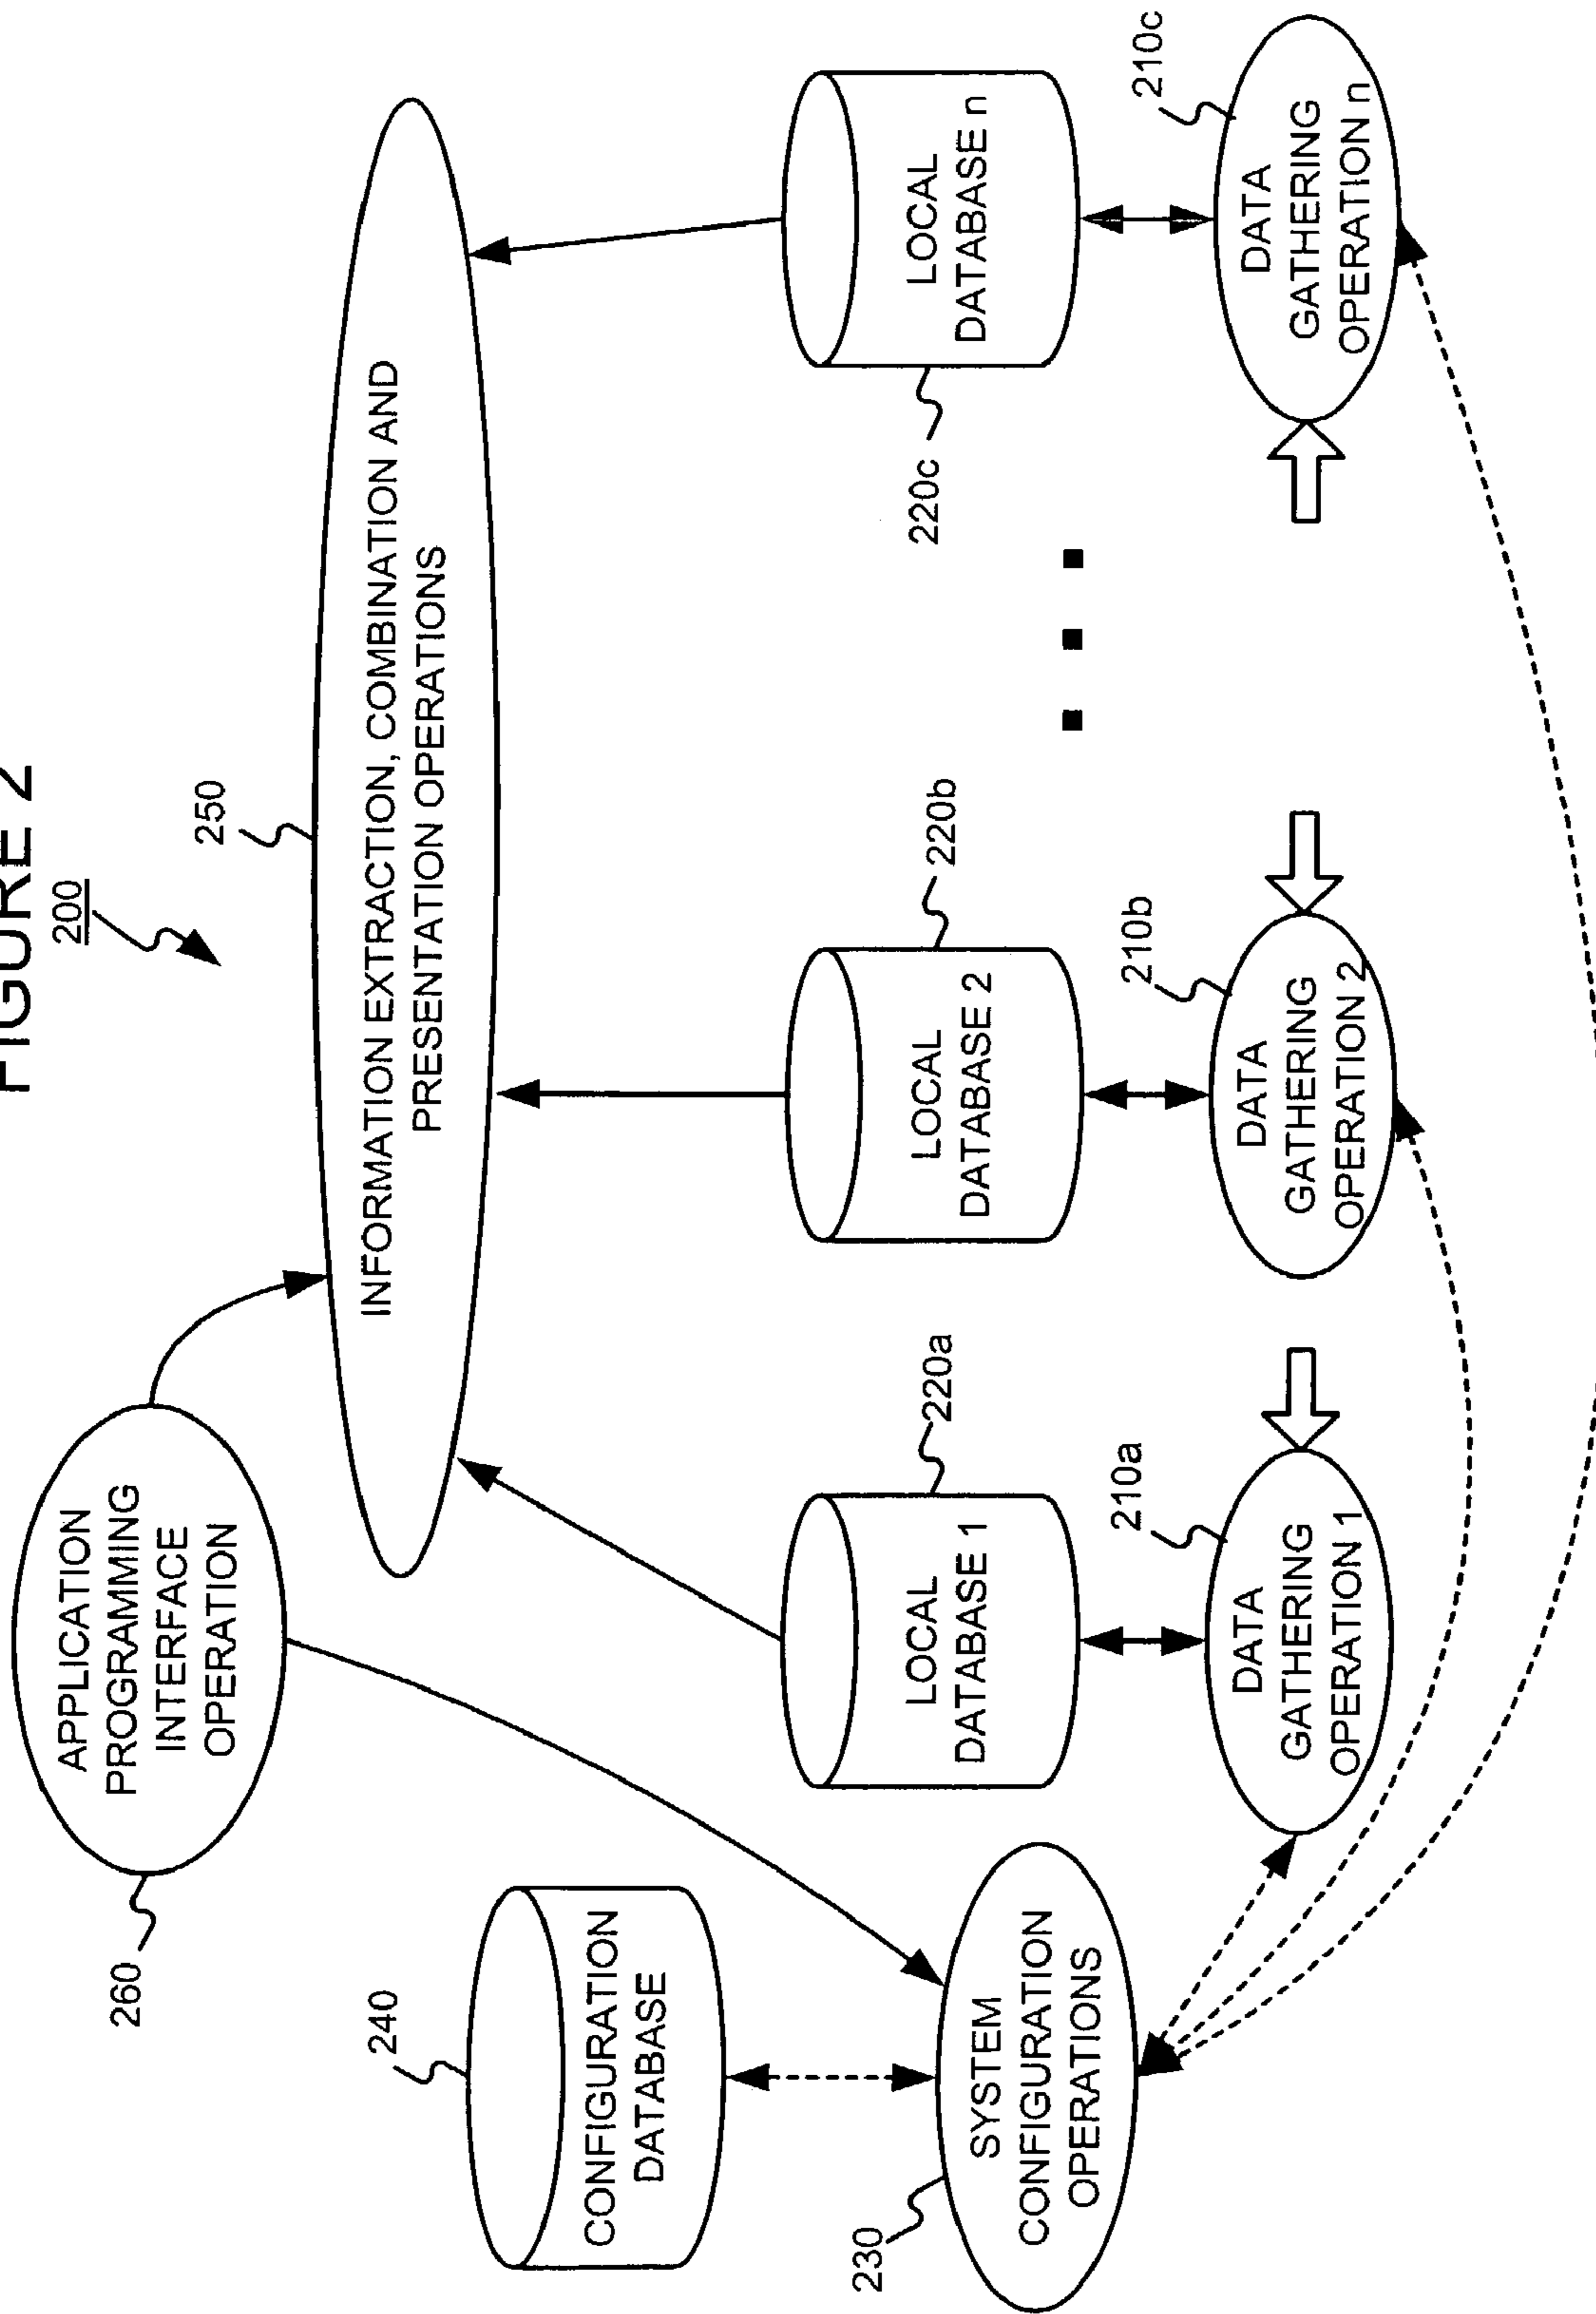 FIGURE 2
200
250
260
APPLICATION
PROGRAMMING
INTERFACE
OPERATION
INFORMATION EXTRACTION, COMBINATION AND
PRESENTATION OPERATIONS
240
CONFIGURATION
DATABASE
230
SYSTEM
CONFIGURATION
OPERATIONS
LOCAL
DATABASE 1
220a
LOCAL
DATABASE 2
220b
220c
LOCAL
DATABASE n
210a
DATA
GATHERING
OPERATION 1
210b
DATA
GATHERING
OPERATION 2
210c
DATA
GATHERING
OPERATION n